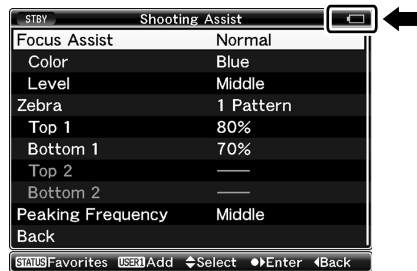 STBY Shooting Assist
Focus Assist Normal
Color Blue
Level Middle
Zebra 1 Pattern
Top 1 80%
Bottom 1 70%
Top 2 ――
Bottom 2 ――
Peaking Frequency Middle
Back
STATUS Favorites USER1 Add Select Enter Back